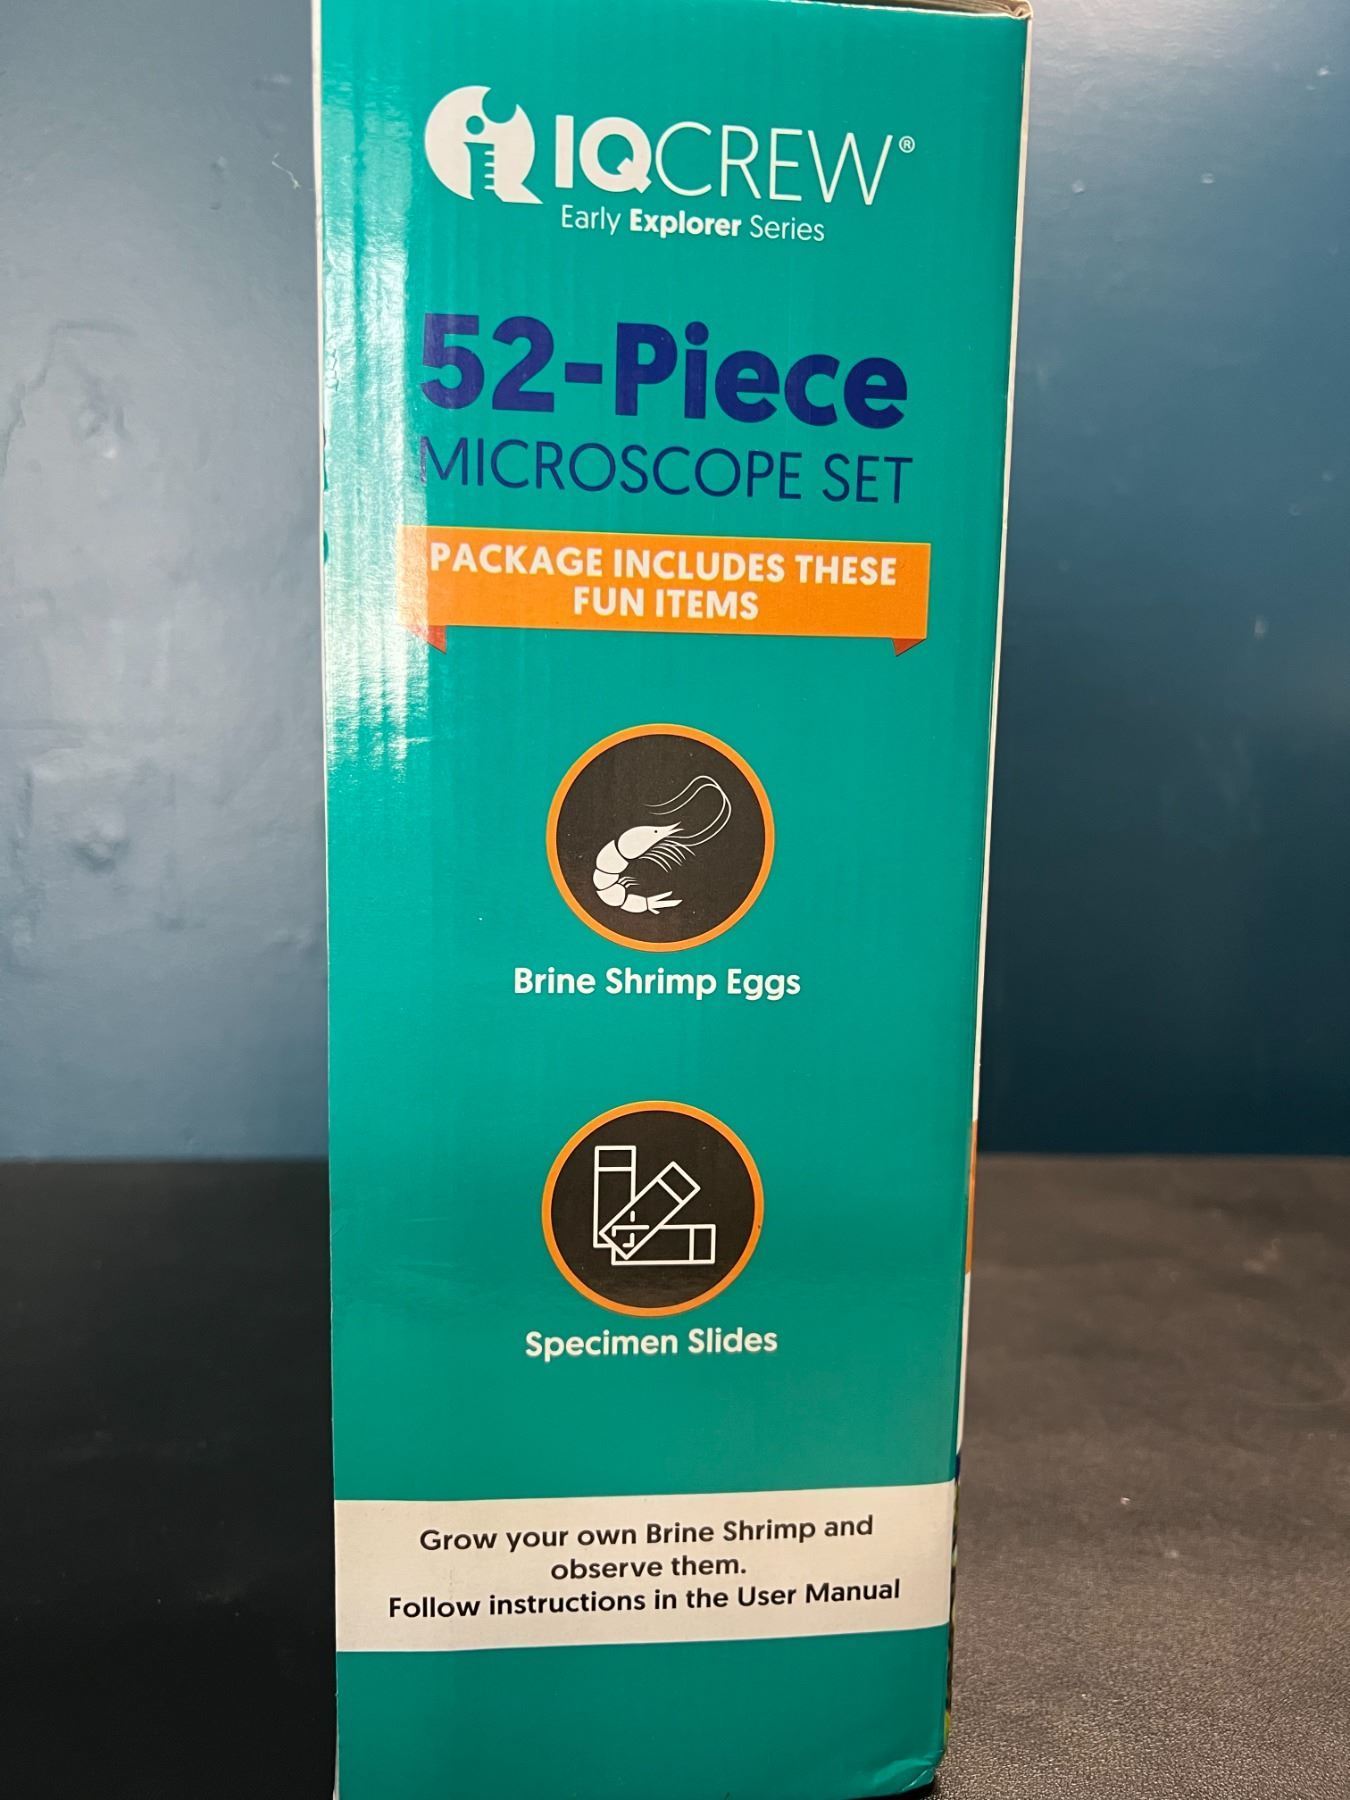 IQCREW®
Early Explorer Series
52-Piece
MICROSCOPE SET
PACKAGE INCLUDES THESE
FUN ITEMS
Brine Shrimp Eggs
Specimen Slides
Grow your own Brine Shrimp and
observe them.
Follow instructions in the User Manual